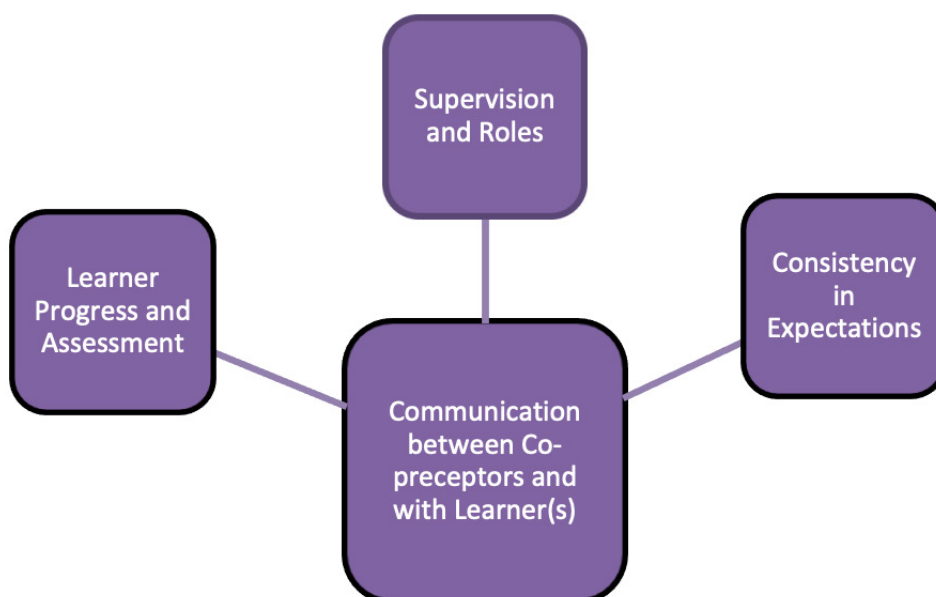 Supervision
and Roles
Learner
Progress and
Assessment
Consistency
in
Expectations
Communication
between Co-
preceptors and
with Learner(s)